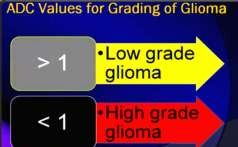 ADC Values for Grading of Glioma
> 1
•Low grade
glioma
< 1
•High grade
glioma